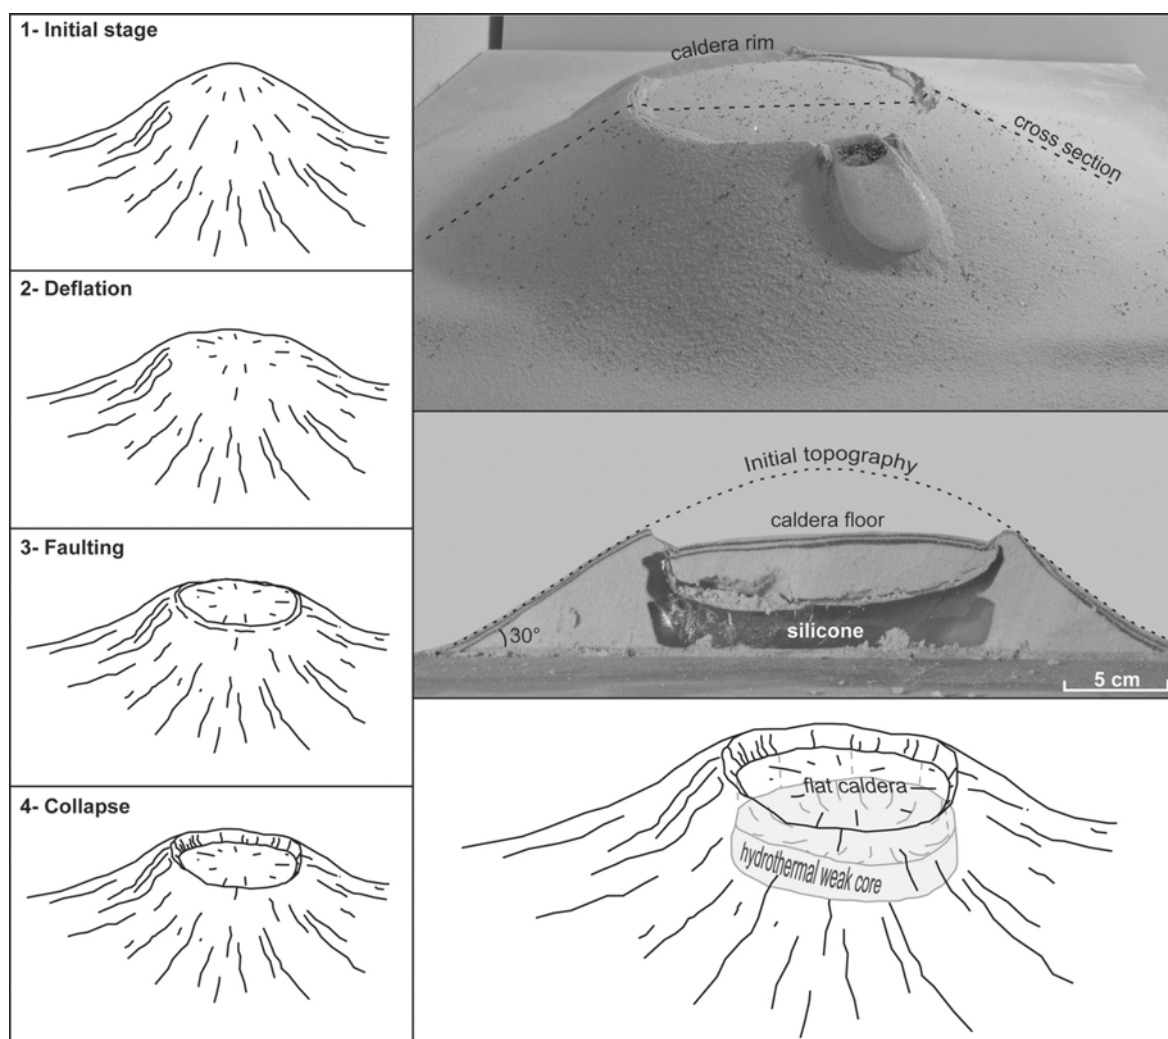 1- Initial stage
2- Deflation
3- Faulting
4- Collapse
caldera rim
cross section
Initial topography
caldera floor
30°
silicone
5 cm
flat caldera
hydrothermal weak core